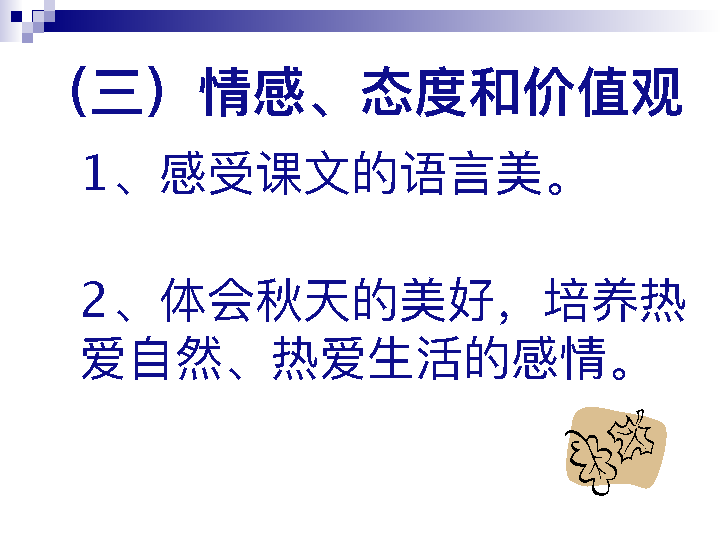 （三）情感、态度和价值观
1、感受课文的语言美。
2、体会秋天的美好，培养热
爱自然、热爱生活的感情。